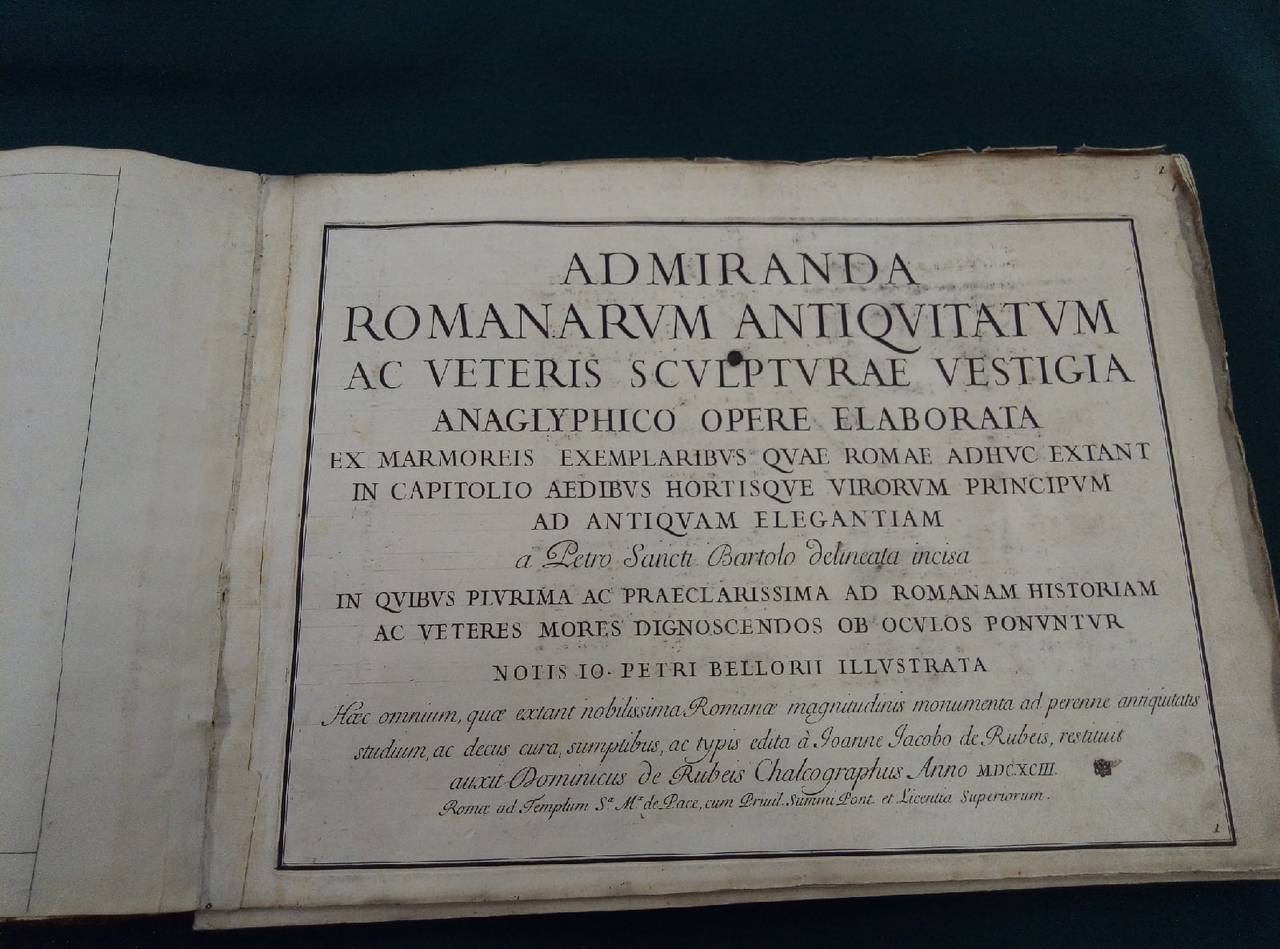 ADMIRANDA
ROMANARVM ANTIQVITATVM
AC VETERIS SCVLPTVRAE VESTIGIA
ANAGLYPHICO OPERE ELABORATA
EX MARMOREIS EXEMPLARIBVS QVAE ROMAE ADHVC EXTANT
IN CAPITOLIO AEDIBVS HORTISQVE VIRORVM PRINCIPVM
AD ANTIQVAM ELEGANTIAM
a Petro Sancti Bartolo delineata incisa
IN QVIBVS PLVRIMA AC PRAECLARISSIMA AD ROMANAM HISTORIAM
AC VETERES MORES DIGNOSCENDOS OB OCVLOS PONVNTVR
NOTIS IO. PETRI BELLORII ILLVSTRATA
Hæc omnium, quæ extant nobilissima Romanæ magnitudinis monumenta ad perenne antiquitatis
studium, ac decus cura, sumptibus, ac typis edita à Ioanne Jacobo de Rubeis, restituit
auxit Dominicus de Rubeis Chalcographus Anno MDCXCIII.
Romæ ad Templum Sᵃ Mᵃ de Pace, cum Priuil. Summi Pont. et Licentia Superiorum.
1